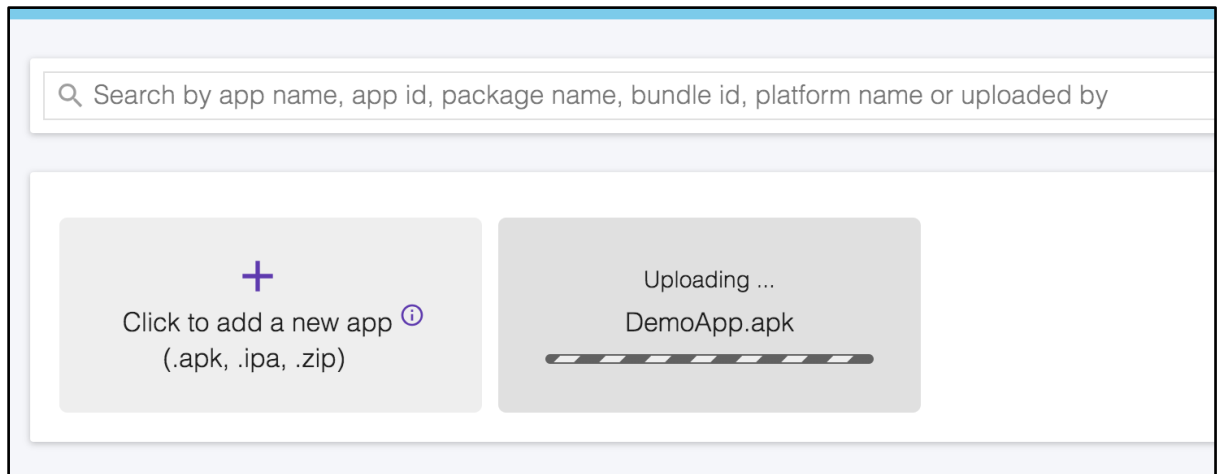 Search by app name, app id, package name, bundle id, platform name or uploaded by
Click to add a new app
(.apk, .ipa, .zip)
Uploading ...
DemoApp.apk